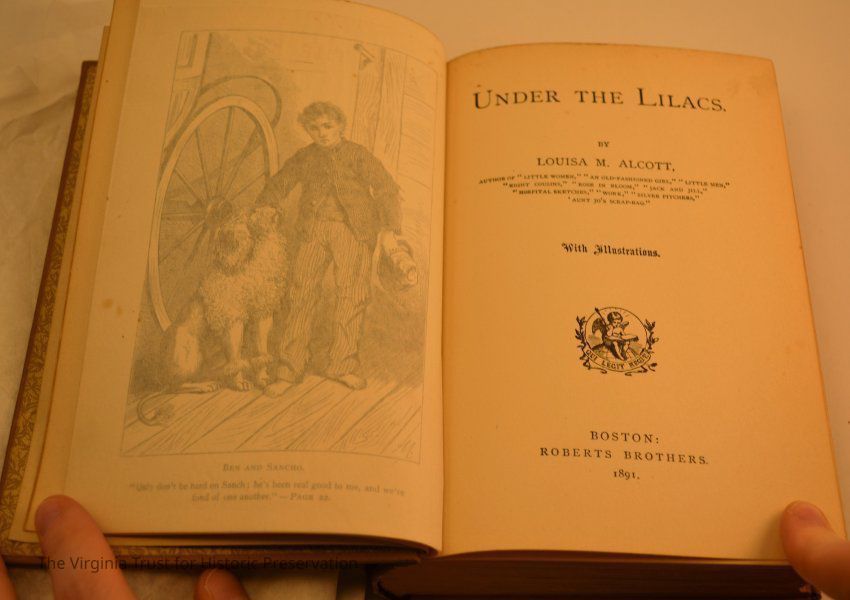 BEN AND SANCHO.
"Only don't be hard on Sanch; he's been real good to me, and we're
fond of one another." — PAGE 22.
UNDER THE LILACS.
BY
LOUISA M. ALCOTT,
AUTHOR OF "LITTLE WOMEN," "AN OLD-FASHIONED GIRL," "LITTLE MEN,"
"EIGHT COUSINS," "ROSE IN BLOOM," "JACK AND JILL,"
"HOSPITAL SKETCHES," "WORK," "SILVER PITCHERS,"
"AUNT JO'S SCRAP-BAG."
With Illustrations.
QUI LEGIT REGIT
BOSTON:
ROBERTS BROTHERS.
1891.
The Virginia Trust for Historic Preservation